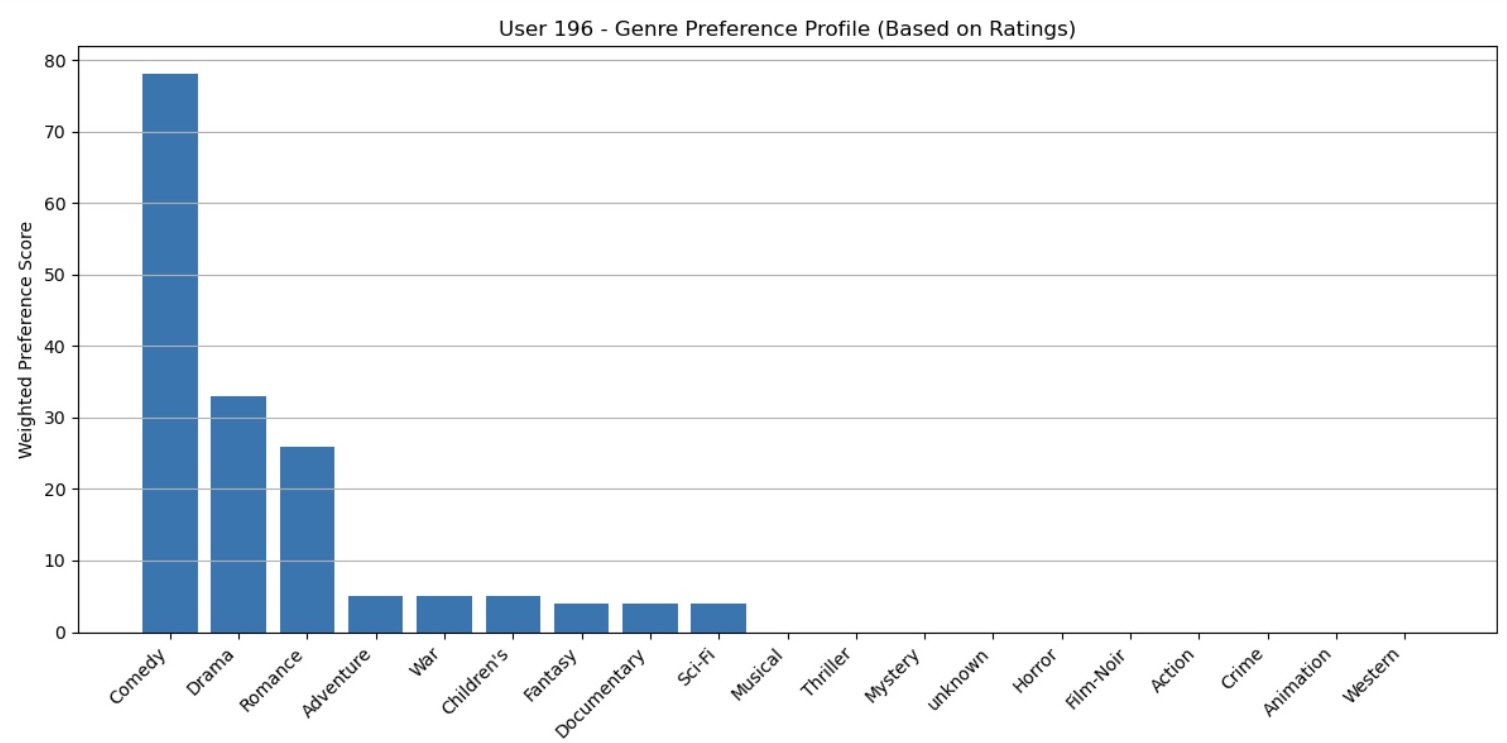 User 196 - Genre Preference Profile (Based on Ratings)
80
70
60
50
40
30
20
10
0
Weighted Preference Score
Comedy
Drama
Romance
Adventure
War
Children's
Fantasy
Documentary
Sci-Fi
Musical
Thriller
Mystery
unknown
Horror
Film-Noir
Action
Crime
Animation
Western